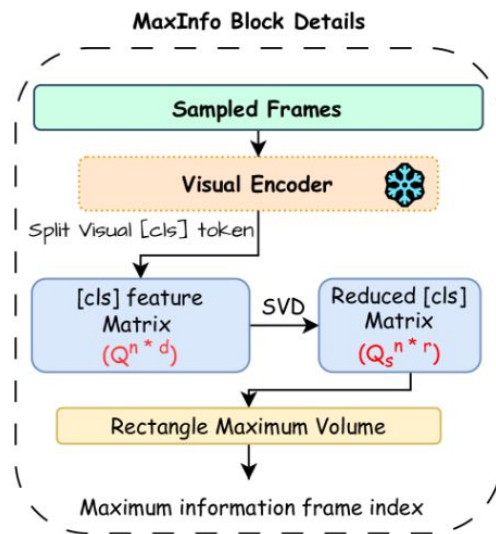 MaxInfo Block Details
Sampled Frames
Visual Encoder
Split Visual [cls] token
[cls] feature
Matrix
(Q^{n * d})
SVD
Reduced [cls]
Matrix
(Q_s^{n * r})
Rectangle Maximum Volume
Maximum information frame index